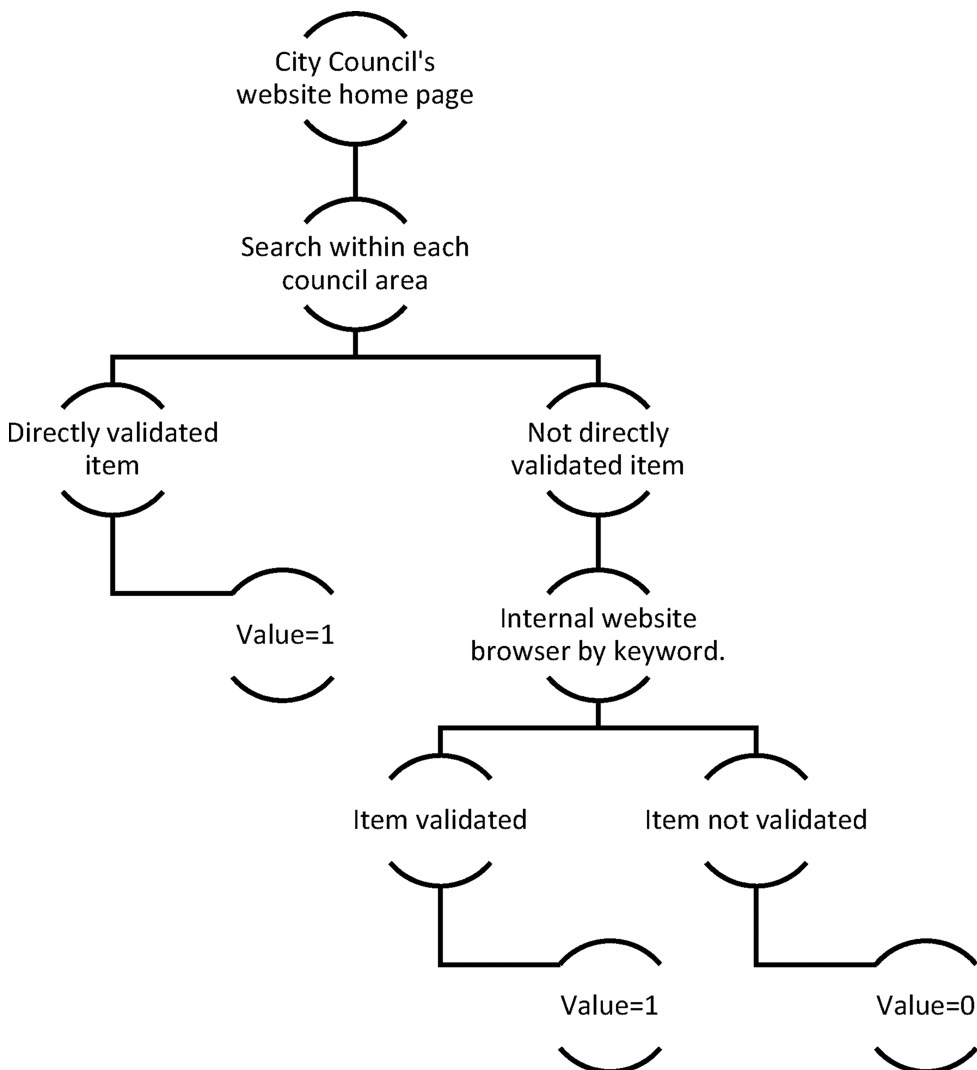 City Council's
website home page
Search within each
council area
Directly validated
item
Not directly
validated item
Value=1
Internal website
browser by keyword.
Item validated
Item not validated
Value=1
Value=0